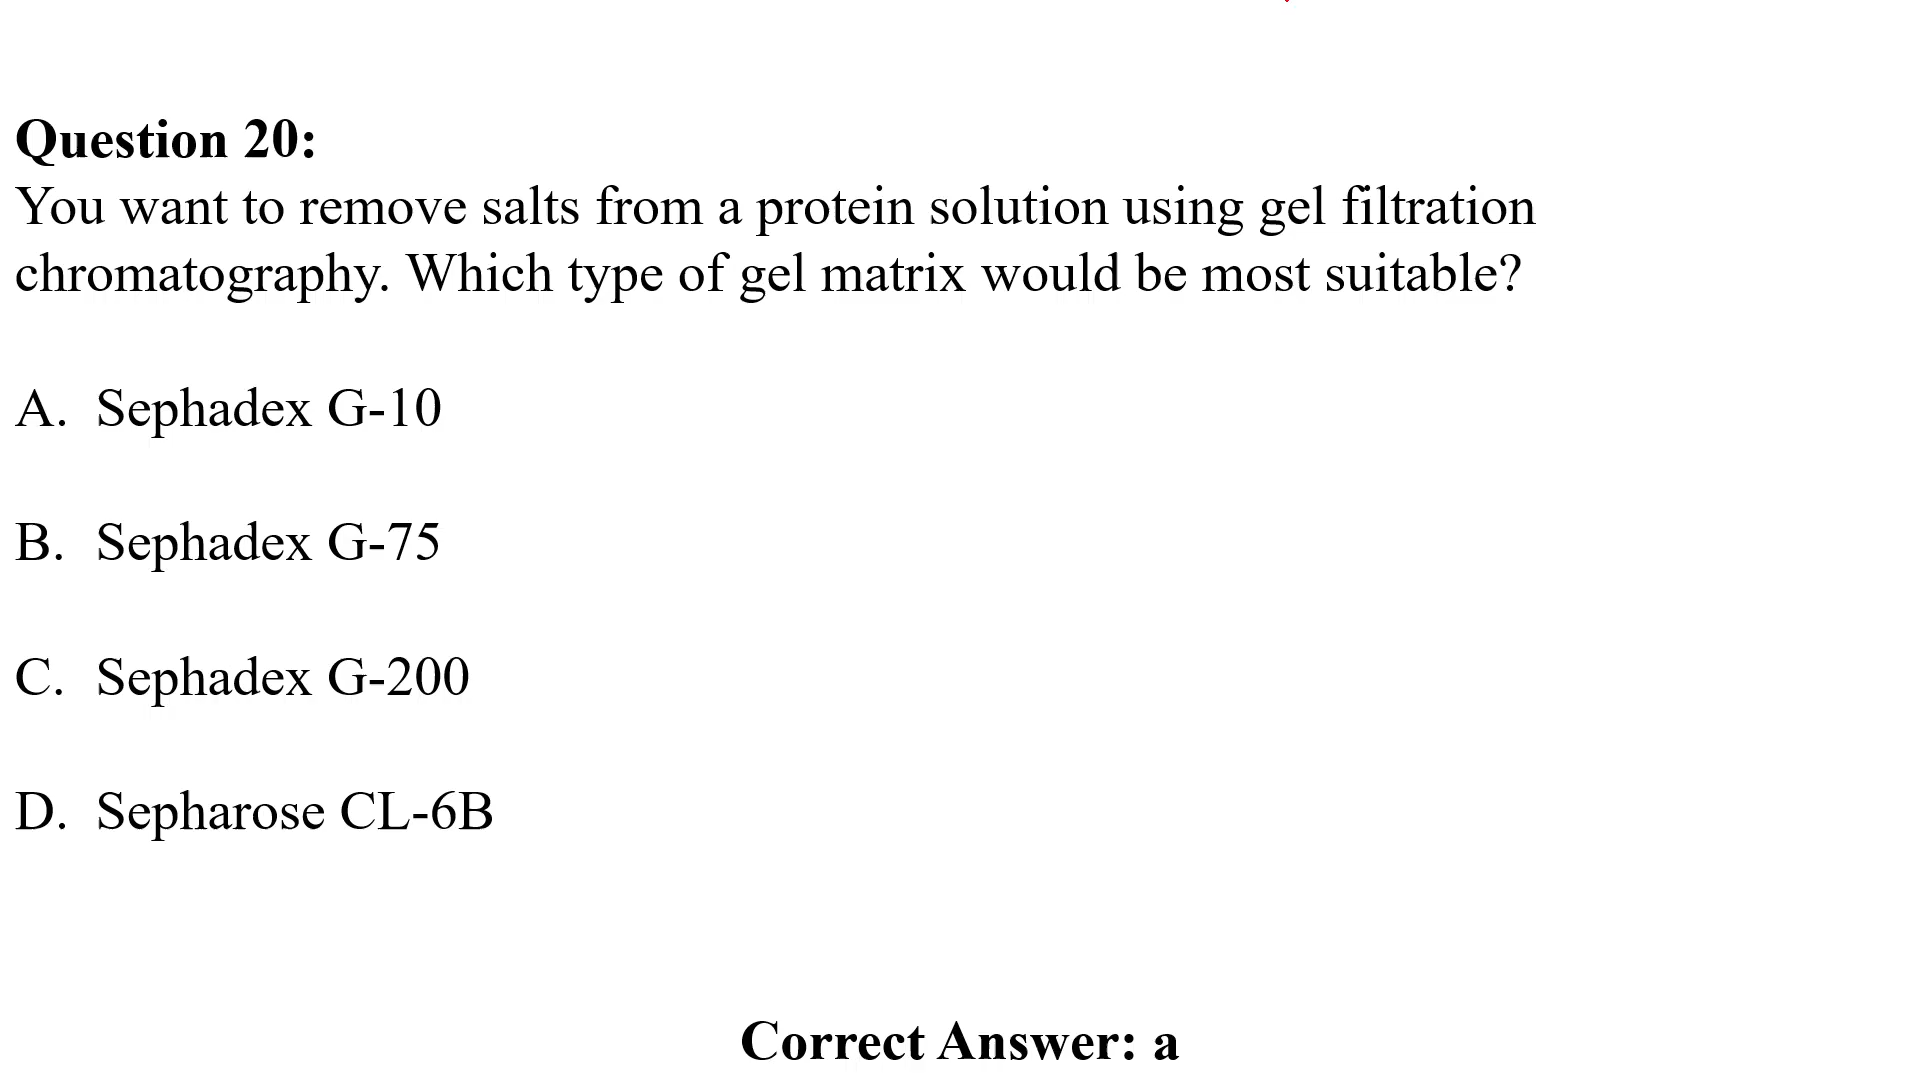 Question 20:
You want to remove salts from a protein solution using gel filtration
chromatography. Which type of gel matrix would be most suitable?
A. Sephadex G-10
B. Sephadex G-75
C. Sephadex G-200
D. Sepharose CL-6B
Correct Answer: a